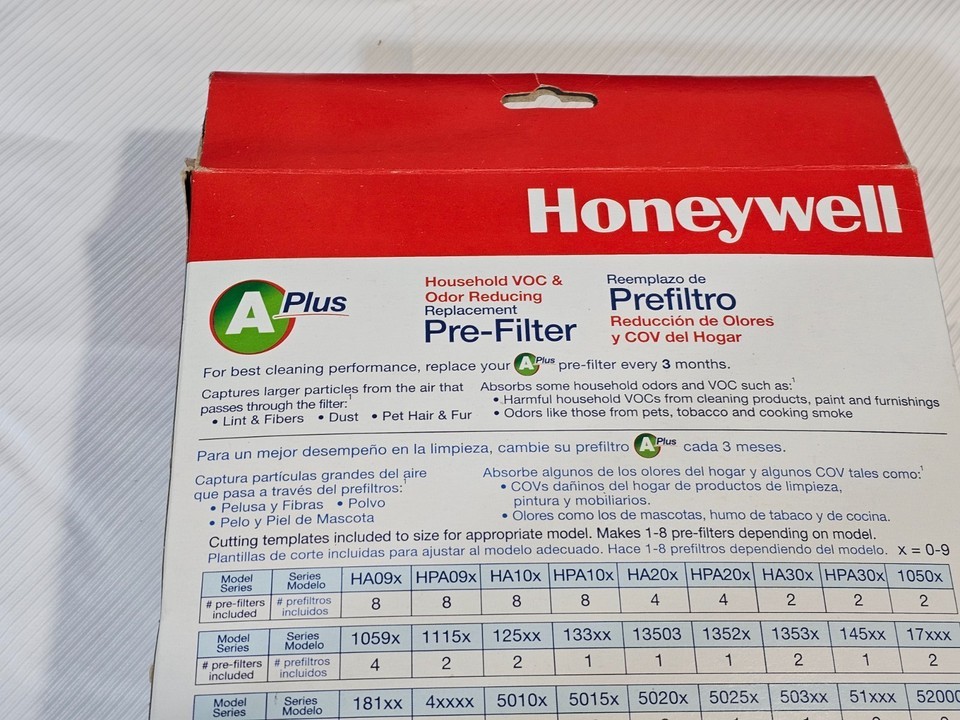 Honeywell
A Plus
Household VOC &
Odor Reducing
Replacement
Pre-Filter
Reemplazo de
Prefiltro
Reducción de Olores
y COV del Hogar
For best cleaning performance, replace your A Plus pre-filter every 3 months.
Captures larger particles from the air that
passes through the filter:¹
• Lint & Fibers • Dust • Pet Hair & Fur
Absorbs some household odors and VOC such as:¹
• Harmful household VOCs from cleaning products, paint and furnishings
• Odors like those from pets, tobacco and cooking smoke
Para un mejor desempeño en la limpieza, cambie su prefiltro A Plus cada 3 meses.
Captura partículas grandes del aire
que pasa a través del prefiltros:¹
• Pelusa y Fibras • Polvo
• Pelo y Piel de Mascota
Absorbe algunos de los olores del hogar y algunos COV tales como:¹
• COVs dañinos del hogar de productos de limpieza,
pintura y mobiliarios.
• Olores como los de mascotas, humo de tabaco y de cocina.
Cutting templates included to size for appropriate model. Makes 1-8 pre-filters depending on model.
Plantillas de corte incluidas para ajustar al modelo adecuado. Hace 1-8 prefiltros dependiendo del modelo. x = 0-9
Model Series Series Modelo HA09x HPA09x HA10x HPA10x HA20x HPA20x HA30x HPA30x 1050x
# pre-filters included # prefiltros incluidos 8 8 8 8 4 4 2 2 2
Model Series Series Modelo 1059x 1115x 125xx 133xx 13503 1352x 1353x 145xx 17xxx
# pre-filters included # prefiltros incluidos 4 2 2 1 1 1 2 1 2
Model Series Series Modelo 181xx 4xxxx 5010x 5015x 5020x 5025x 503xx 51xxx 52000